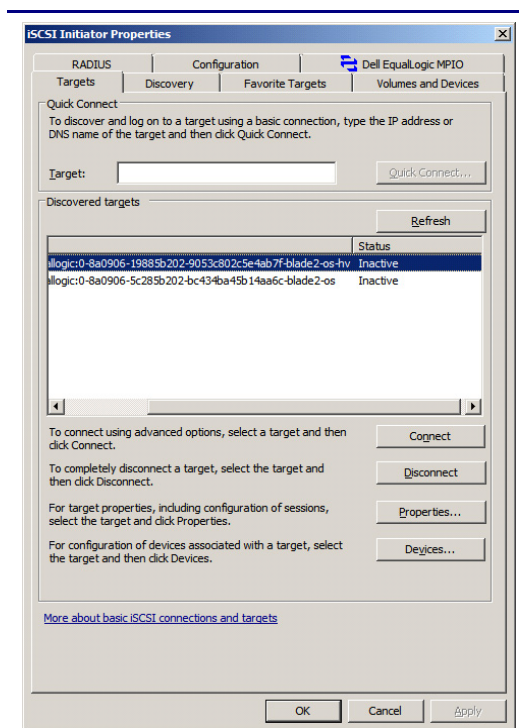 iSCSI Initiator Properties
RADIUS Configuration Dell EqualLogic MPIO
Targets Discovery Favorite Targets Volumes and Devices
Quick Connect
To discover and log on to a target using a basic connection, type the IP address or
DNS name of the target and then click Quick Connect.
Target: Quick Connect...
Discovered targets
Refresh
Status
allogic:0-8a0906-19885b202-9053c802c5e4ab7f-blade2-os-hv Inactive
allogic:0-8a0906-5c285b202-bc434ba45b14aa6c-blade2-os Inactive
To connect using advanced options, select a target and then
click Connect.
Connect
To completely disconnect a target, select the target and
then click Disconnect.
Disconnect
For target properties, including configuration of sessions,
select the target and click Properties.
Properties...
For configuration of devices associated with a target, select
the target and then click Devices.
Devices...
More about basic iSCSI connections and targets
OK Cancel Apply